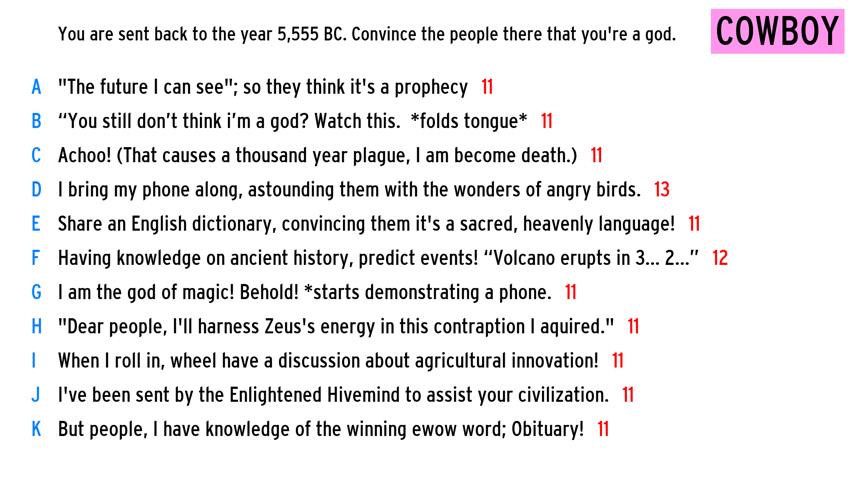 You are sent back to the year 5,555 BC. Convince the people there that you're a god. COWBOY
A "The future I can see"; so they think it's a prophecy 11
B “You still don’t think i’m a god? Watch this. *folds tongue* 11
C Achoo! (That causes a thousand year plague, I am become death.) 11
D I bring my phone along, astounding them with the wonders of angry birds. 13
E Share an English dictionary, convincing them it's a sacred, heavenly language! 11
F Having knowledge on ancient history, predict events! “Volcano erupts in 3... 2...” 12
G I am the god of magic! Behold! *starts demonstrating a phone. 11
H "Dear people, I'll harness Zeus's energy in this contraption I aquired." 11
I When I roll in, wheel have a discussion about agricultural innovation! 11
J I've been sent by the Enlightened Hivemind to assist your civilization. 11
K But people, I have knowledge of the winning ewow word; Obituary! 11